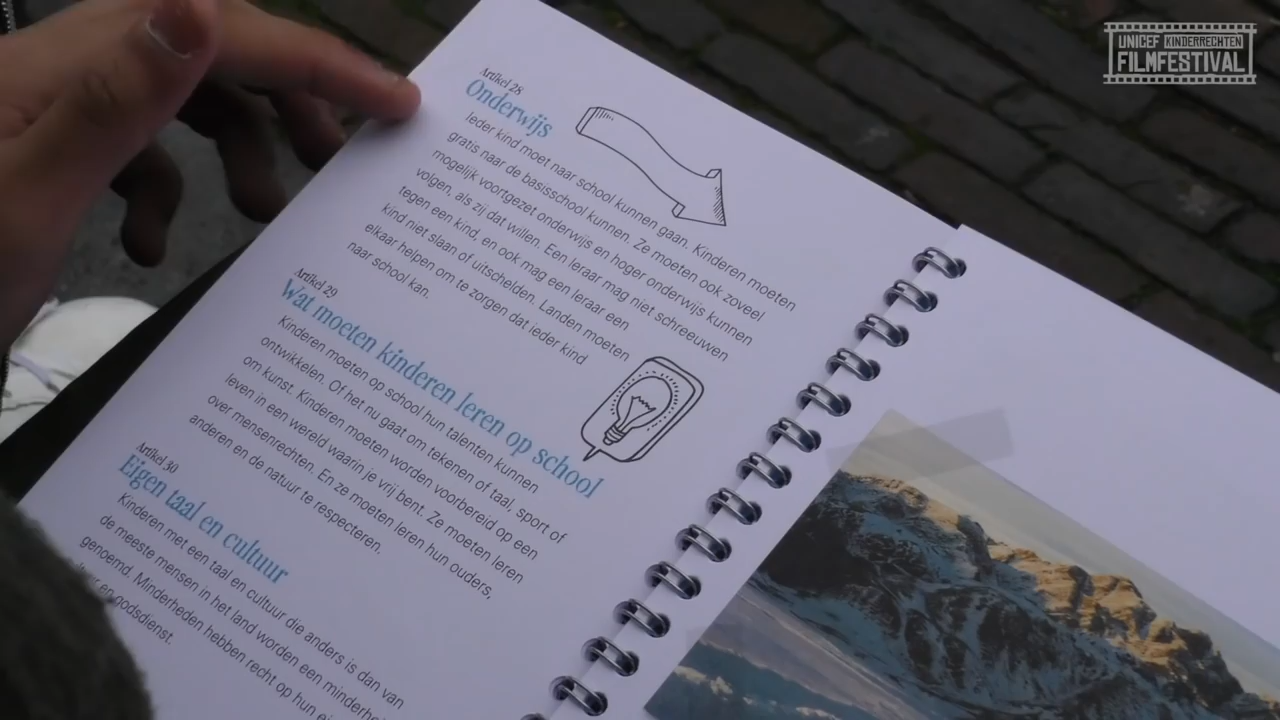 UNICEF KINDERRECHTEN
FILMFESTIVAL
Artikel 28
Onderwijs
Ieder kind moet naar school kunnen gaan. Kinderen moeten
gratis naar de basisschool kunnen. Ze moeten ook zoveel
mogelijk voortgezet onderwijs en hoger onderwijs kunnen
volgen, als zij dat willen. Een leraar mag niet schreeuwen
tegen een kind, en ook mag een leraar een
kind niet slaan of uitschelden. Landen moeten
elkaar helpen om te zorgen dat ieder kind
naar school kan.
Artikel 29
Wat moeten kinderen leren op school
Kinderen moeten op school hun talenten kunnen
ontwikkelen. Of het nu gaat om tekenen of taal, sport of
om kunst. Kinderen moeten worden voorbereid op een
leven in een wereld waarin je vrij bent. Ze moeten leren
over mensenrechten. En ze moeten leren hun ouders,
anderen en de natuur te respecteren.
Artikel 30
Eigen taal en cultuur
Kinderen met een taal en cultuur die anders is dan van
de meeste mensen in het land worden een minderheid
genoemd. Minderheden hebben recht op hun
en godsdienst.